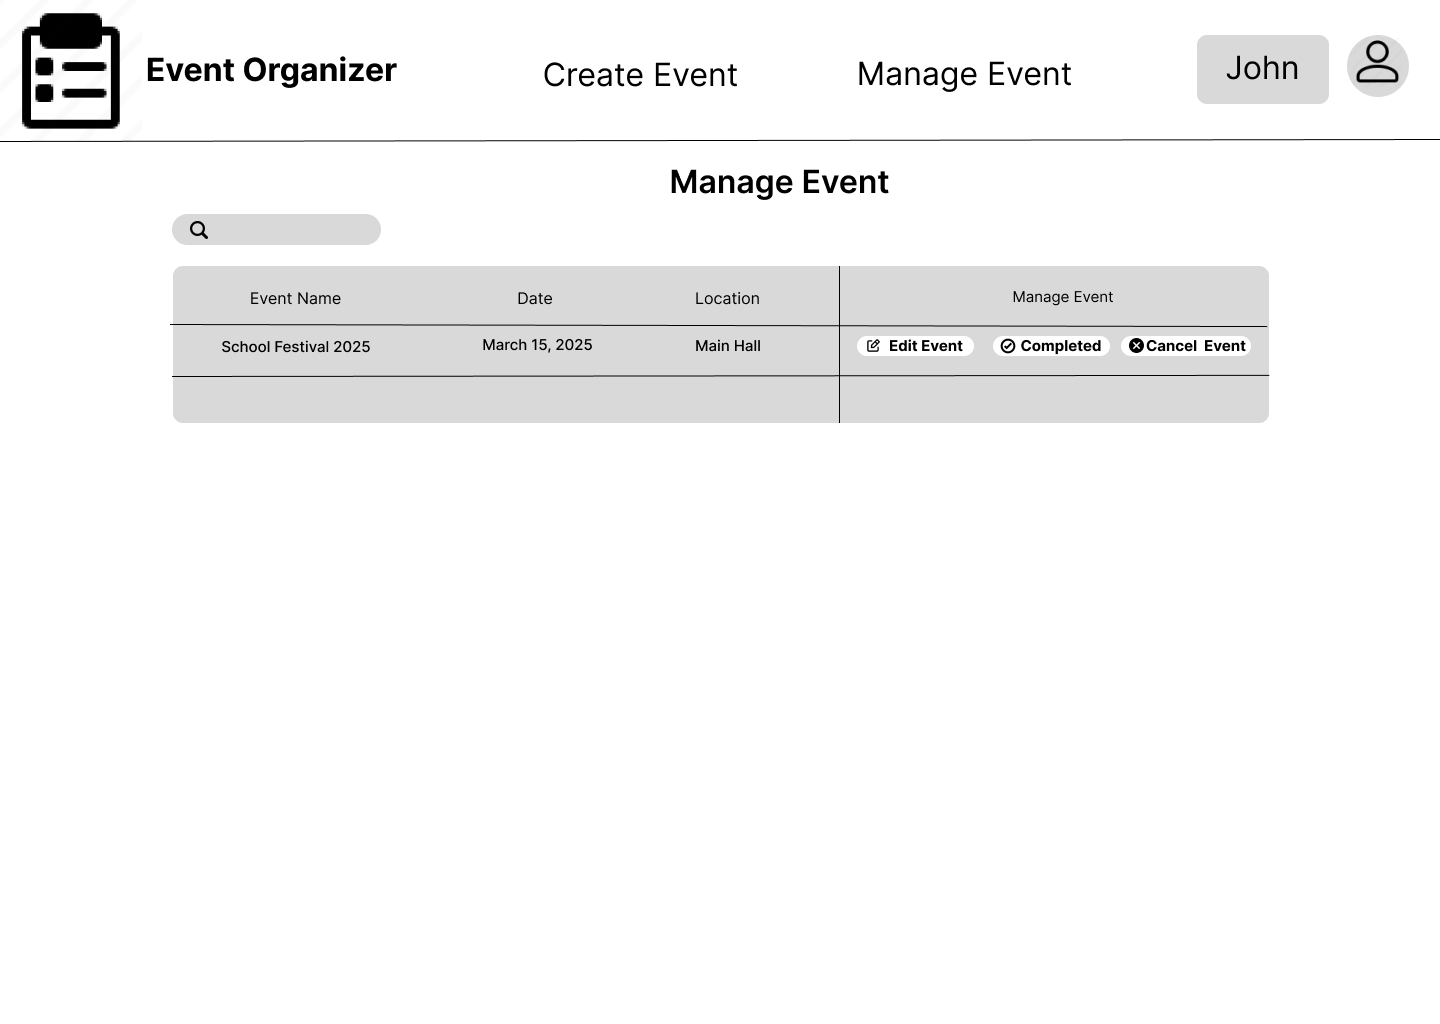 Event Organizer
Create Event
Manage Event
John
Manage Event
Event Name
Date
Location
Manage Event
School Festival 2025
March 15, 2025
Main Hall
Edit Event
Completed
Cancel Event